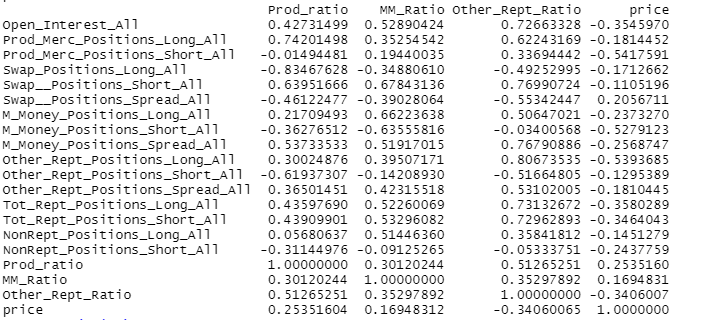 Prod_ratio MM_Ratio Other_Rept_Ratio price
Open_Interest_All 0.42731499 0.52890424 0.72663328 -0.3545970
Prod_Merc_Positions_Long_All 0.74201498 0.35254542 0.62243169 -0.1814452
Prod_Merc_Positions_Short_All -0.01494481 0.19440035 0.33694442 -0.5417591
Swap_Positions_Long_All -0.83467628 -0.34880610 -0.49252995 -0.1712662
Swap__Positions_Short_All 0.63951666 0.67843136 0.76990724 -0.1105196
Swap__Positions_Spread_All -0.46122477 -0.39028064 -0.55342447 0.2056711
M_Money_Positions_Long_All 0.21709493 0.66223638 0.50647021 -0.2373270
M_Money_Positions_Short_All -0.36276512 -0.63555816 -0.03400568 -0.5279123
M_Money_Positions_Spread_All 0.53733533 0.51917015 0.76790886 -0.2568747
Other_Rept_Positions_Long_All 0.30024876 0.39507171 0.80673535 -0.5393685
Other_Rept_Positions_Short_All -0.61937307 -0.14208930 -0.51664805 -0.1295389
Other_Rept_Positions_Spread_All 0.36501451 0.42315518 0.53102005 -0.1810445
Tot_Rept_Positions_Long_All 0.43597690 0.52260069 0.73132672 -0.3580289
Tot_Rept_Positions_Short_All 0.43909901 0.53296082 0.72962893 -0.3464043
NonRept_Positions_Long_All 0.05680637 0.51446360 0.35841812 -0.1451279
NonRept_Positions_Short_All -0.31144976 -0.09125265 -0.05333751 -0.2437759
Prod_ratio 1.00000000 0.30120244 0.51265251 0.2535160
MM_Ratio 0.30120244 1.00000000 0.35297892 0.1694831
Other_Rept_Ratio 0.51265251 0.35297892 1.00000000 -0.3406007
price 0.25351604 0.16948312 -0.34060065 1.0000000